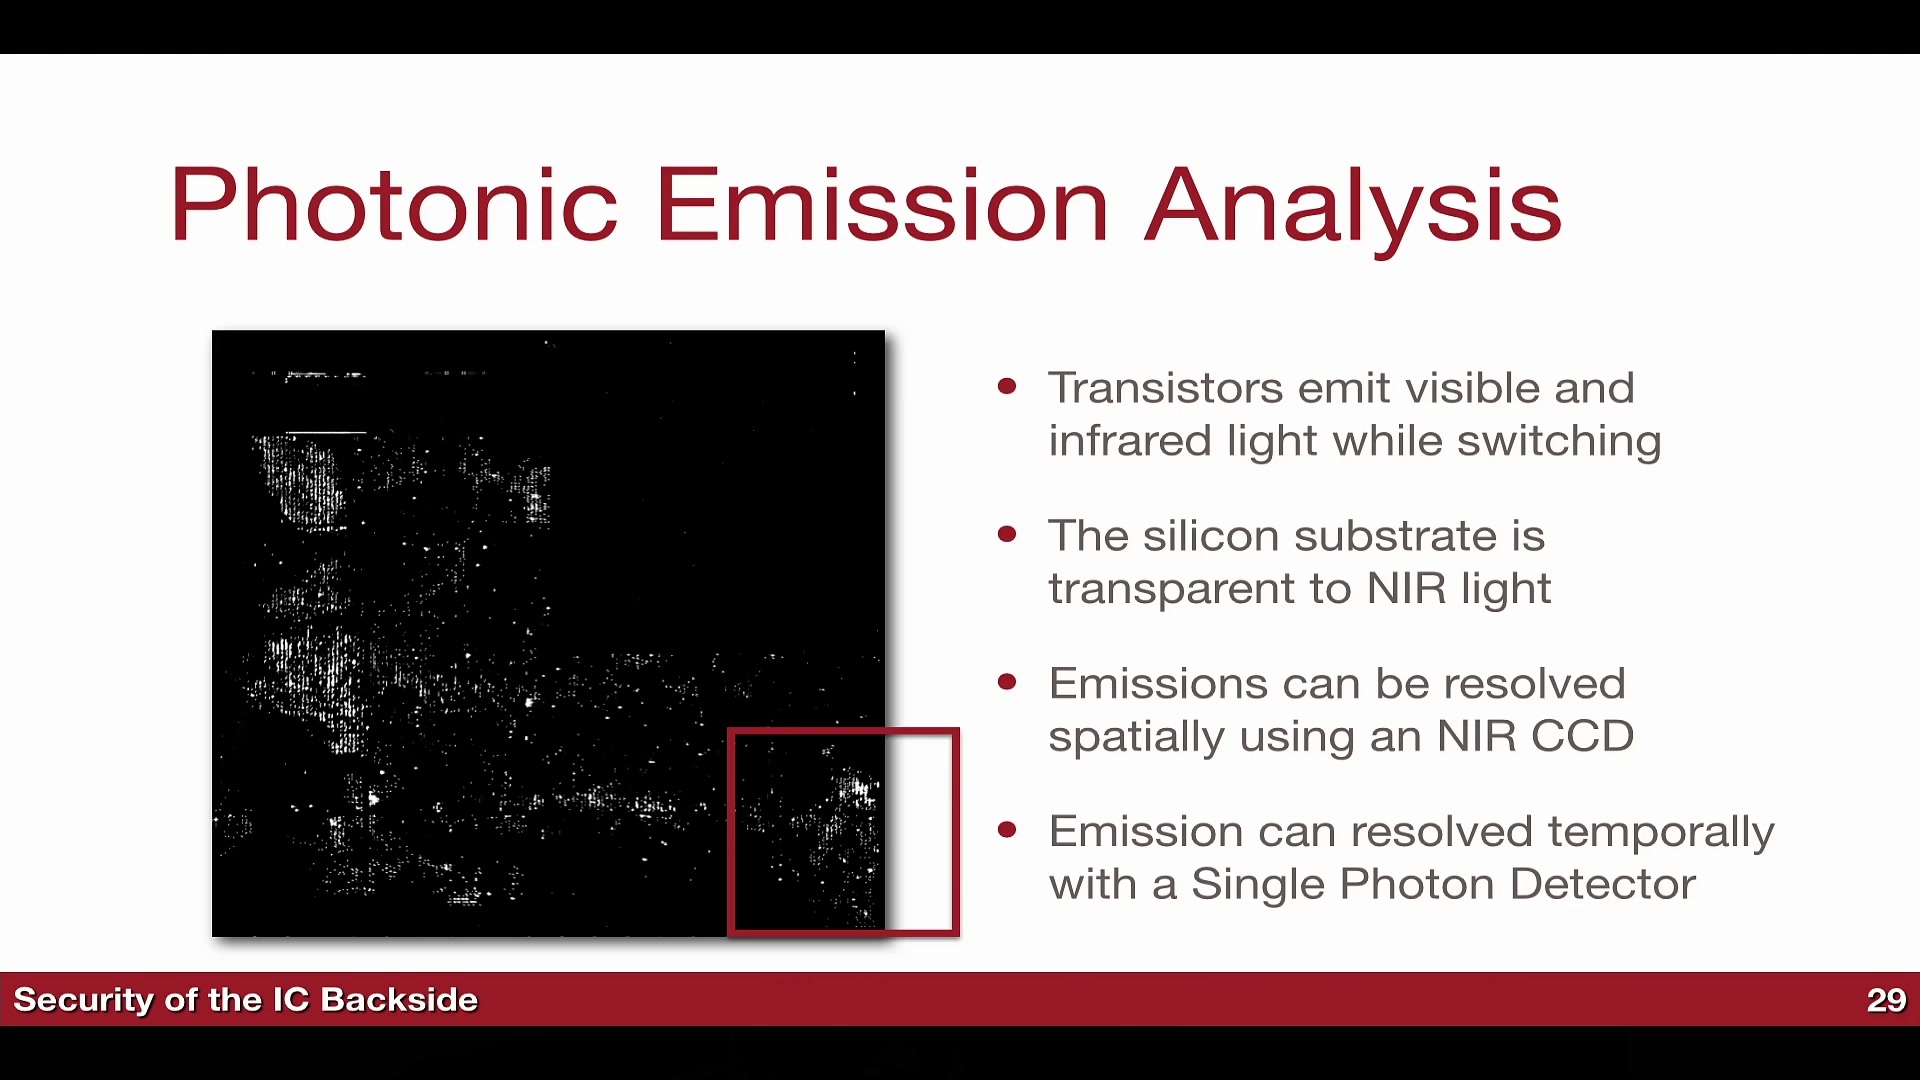 Photonic Emission Analysis
• Transistors emit visible and
infrared light while switching
• The silicon substrate is
transparent to NIR light
• Emissions can be resolved
spatially using an NIR CCD
• Emission can resolved temporally
with a Single Photon Detector
Security of the IC Backside
29